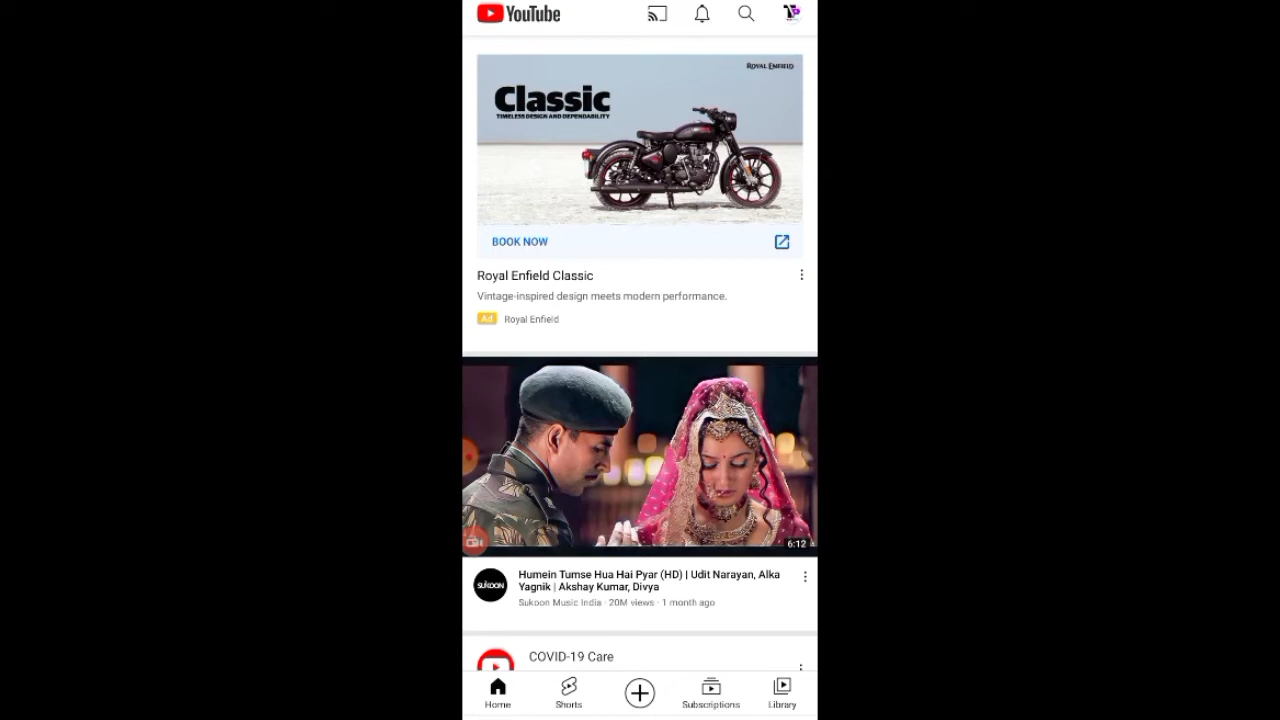 YouTube
ROYAL ENFIELD
Classic
TIMELESS DESIGN AND DEPENDABILITY
BOOK NOW
Royal Enfield Classic
Vintage-inspired design meets modern performance.
Ad Royal Enfield
6:12
SUKOON
Humein Tumse Hua Hai Pyar (HD) | Udit Narayan, Alka
Yagnik | Akshay Kumar, Divya
Sukoon Music India · 20M views · 1 month ago
COVID-19 Care
Home Shorts Subscriptions Library